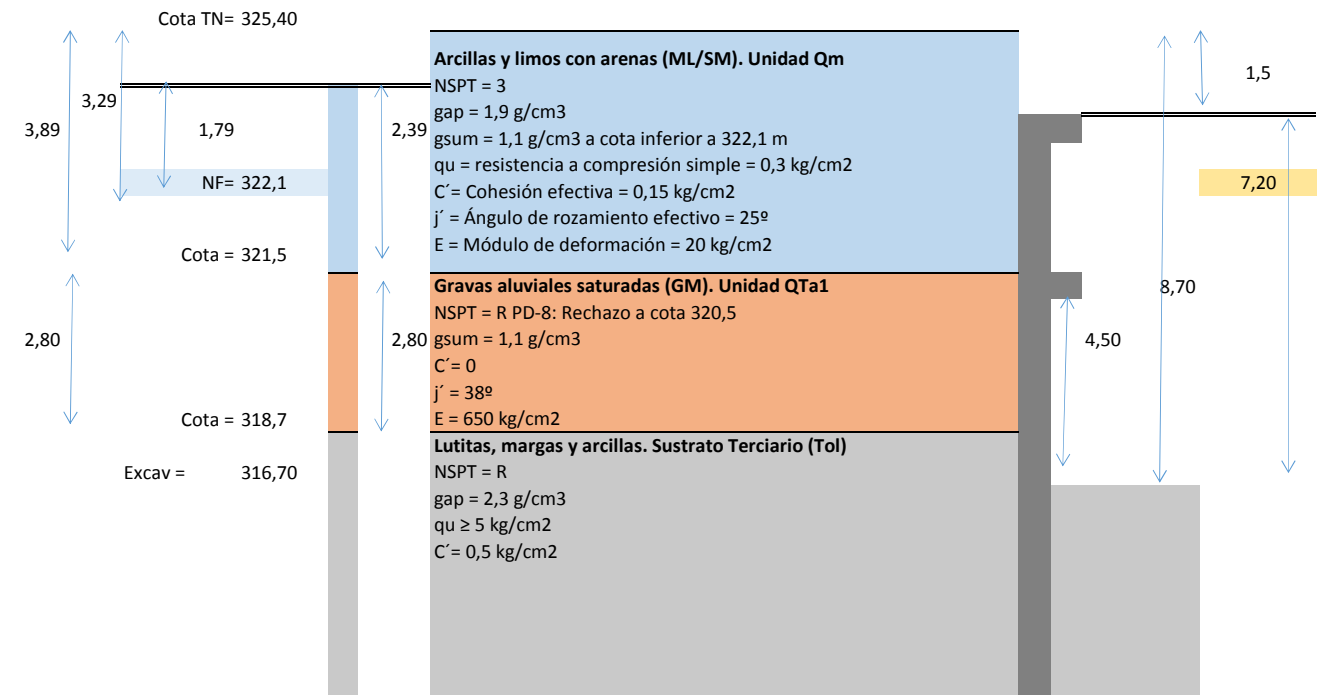 Cota TN= 325,40
3,89
3,29
1,79
2,39
NF= 322,1
Cota = 321,5
2,80
2,80
Cota = 318,7
Excav = 316,70
Arcillas y limos con arenas (ML/SM). Unidad Qm
NSPT = 3
gap = 1,9 g/cm3
gsum = 1,1 g/cm3 a cota inferior a 322,1 m
qu = resistencia a compresión simple = 0,3 kg/cm2
C´= Cohesión efectiva = 0,15 kg/cm2
j´ = Ángulo de rozamiento efectivo = 25º
E = Módulo de deformación = 20 kg/cm2
Gravas aluviales saturadas (GM). Unidad QTa1
NSPT = R PD-8: Rechazo a cota 320,5
gsum = 1,1 g/cm3
C´= 0
j´ = 38º
E = 650 kg/cm2
Lutitas, margas y arcillas. Sustrato Terciario (Tol)
NSPT = R
gap = 2,3 g/cm3
qu ≥ 5 kg/cm2
C´= 0,5 kg/cm2
1,5
7,20
8,70
4,50